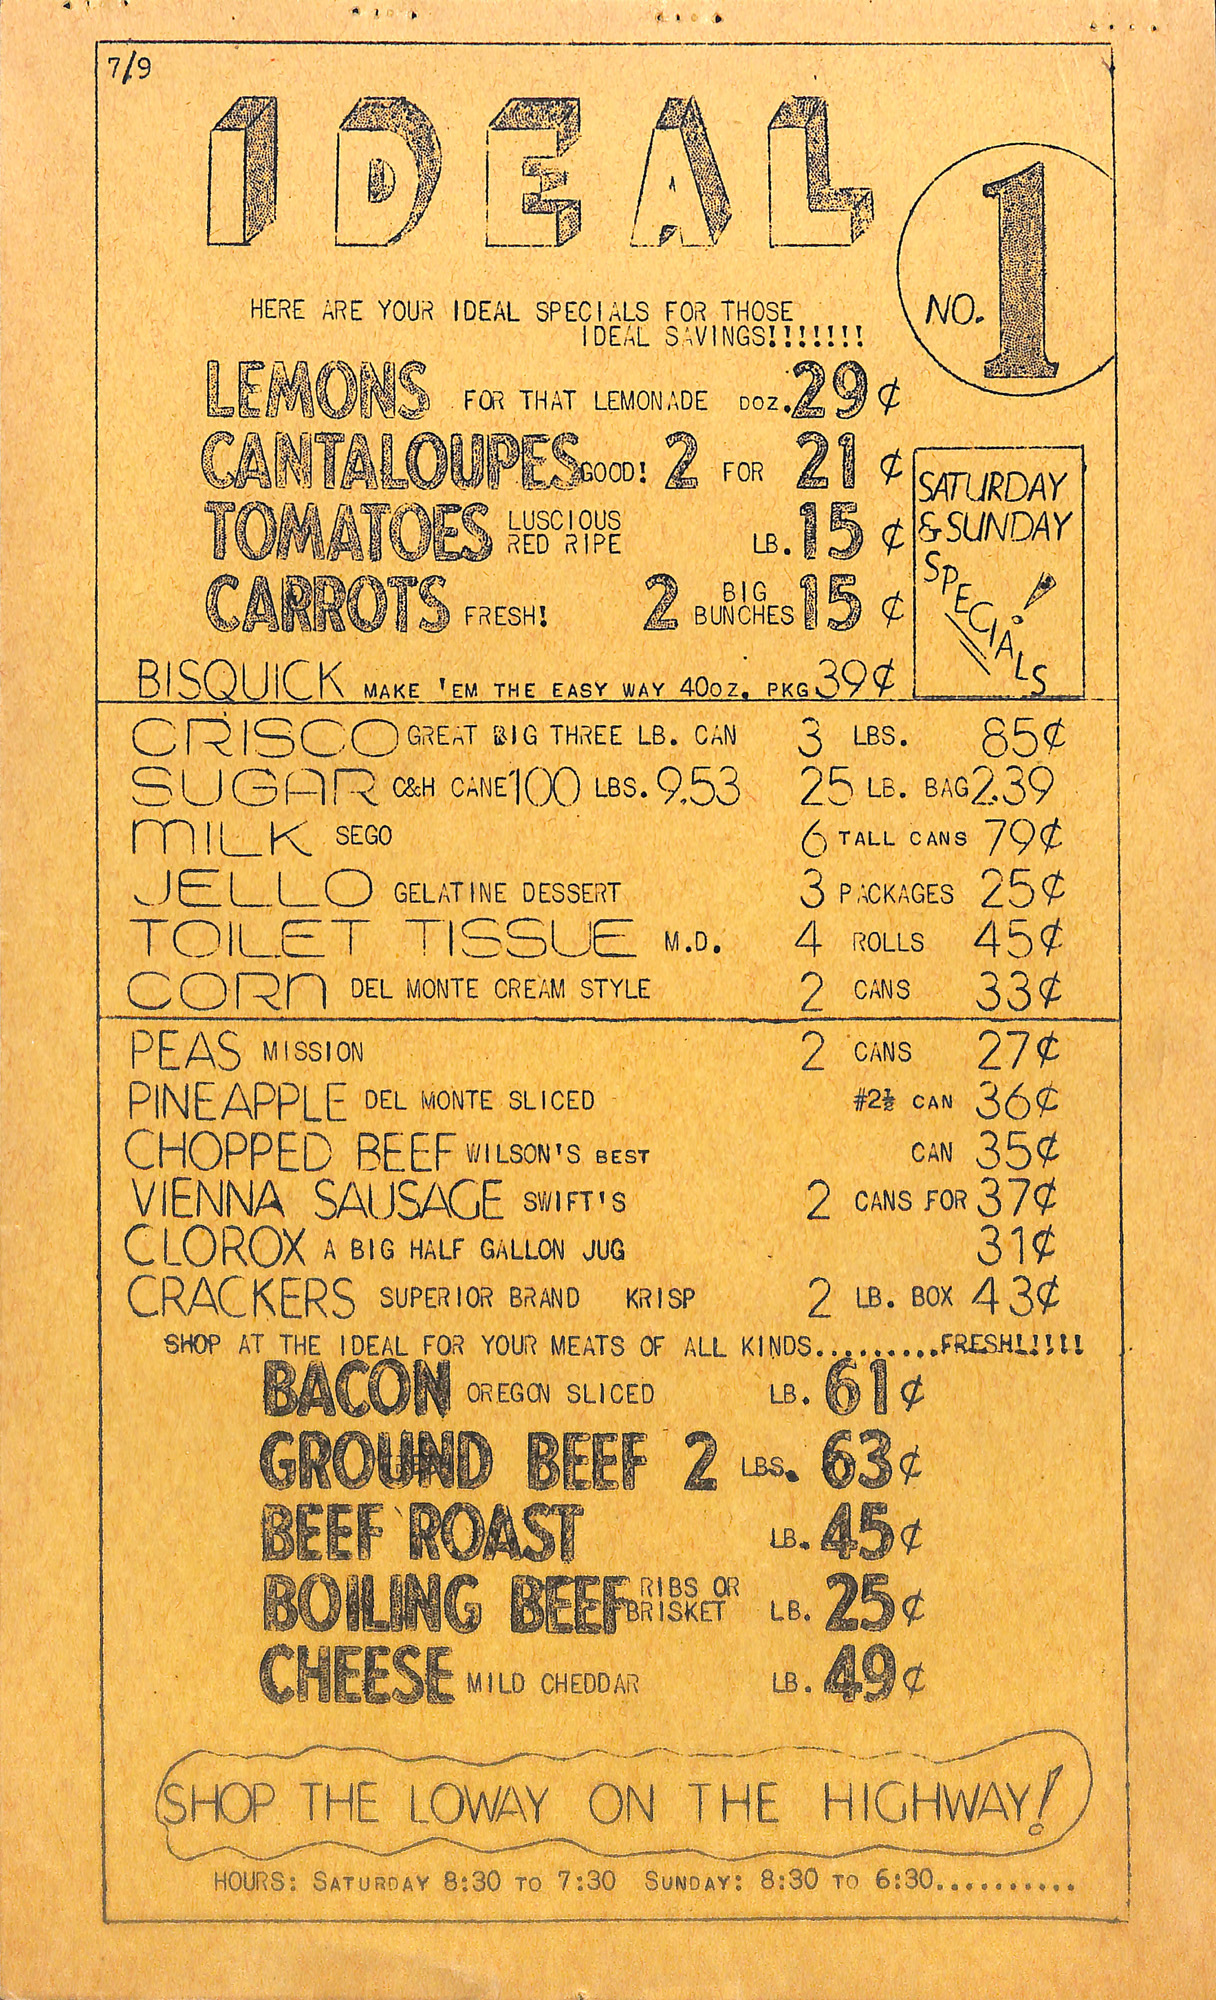 7/9
IDEAL
NO. 1
HERE ARE YOUR IDEAL SPECIALS FOR THOSE
IDEAL SAVINGS!!!!!!!
LEMONS FOR THAT LEMONADE DOZ. 29¢
CANTALOUPES GOOD! 2 FOR 21¢
TOMATOES LUSCIOUS RED RIPE LB. 15¢
CARROTS FRESH! 2 BIG BUNCHES 15¢
SATURDAY
& SUNDAY
SPECIALS!
BISQUICK MAKE 'EM THE EASY WAY 40OZ. PKG 39¢
CRISCO GREAT BIG THREE LB. CAN 3 LBS. 85¢
SUGAR C&H CANE 100 LBS. 9.53 25 LB. BAG 2.39
MILK SEGO 6 TALL CANS 79¢
JELLO GELATINE DESSERT 3 PACKAGES 25¢
TOILET TISSUE M.D. 4 ROLLS 45¢
CORN DEL MONTE CREAM STYLE 2 CANS 33¢
PEAS MISSION 2 CANS 27¢
PINEAPPLE DEL MONTE SLICED #2½ CAN 36¢
CHOPPED BEEF WILSON'S BEST CAN 35¢
VIENNA SAUSAGE SWIFT'S 2 CANS FOR 37¢
CLOROX A BIG HALF GALLON JUG 31¢
CRACKERS SUPERIOR BRAND KRISP 2 LB. BOX 43¢
SHOP AT THE IDEAL FOR YOUR MEATS OF ALL KINDS.........FRESH!!!!!
BACON OREGON SLICED LB. 61¢
GROUND BEEF 2 LBS. 63¢
BEEF ROAST LB. 45¢
BOILING BEEF RIBS OR BRISKET LB. 25¢
CHEESE MILD CHEDDAR LB. 49¢
SHOP THE LOWAY ON THE HIGHWAY!
HOURS: SATURDAY 8:30 TO 7:30 SUNDAY: 8:30 TO 6:30..........